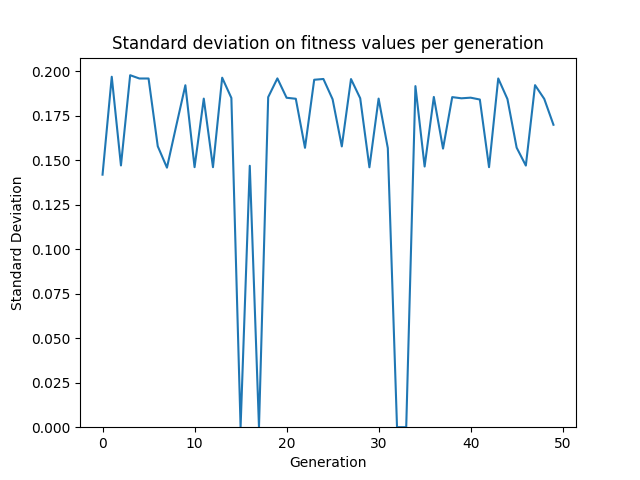 Standard deviation on fitness values per generation
0.200
0.175
0.150
0.125
0.100
0.075
0.050
0.025
0.000
Standard Deviation
0 10 20 30 40 50
Generation